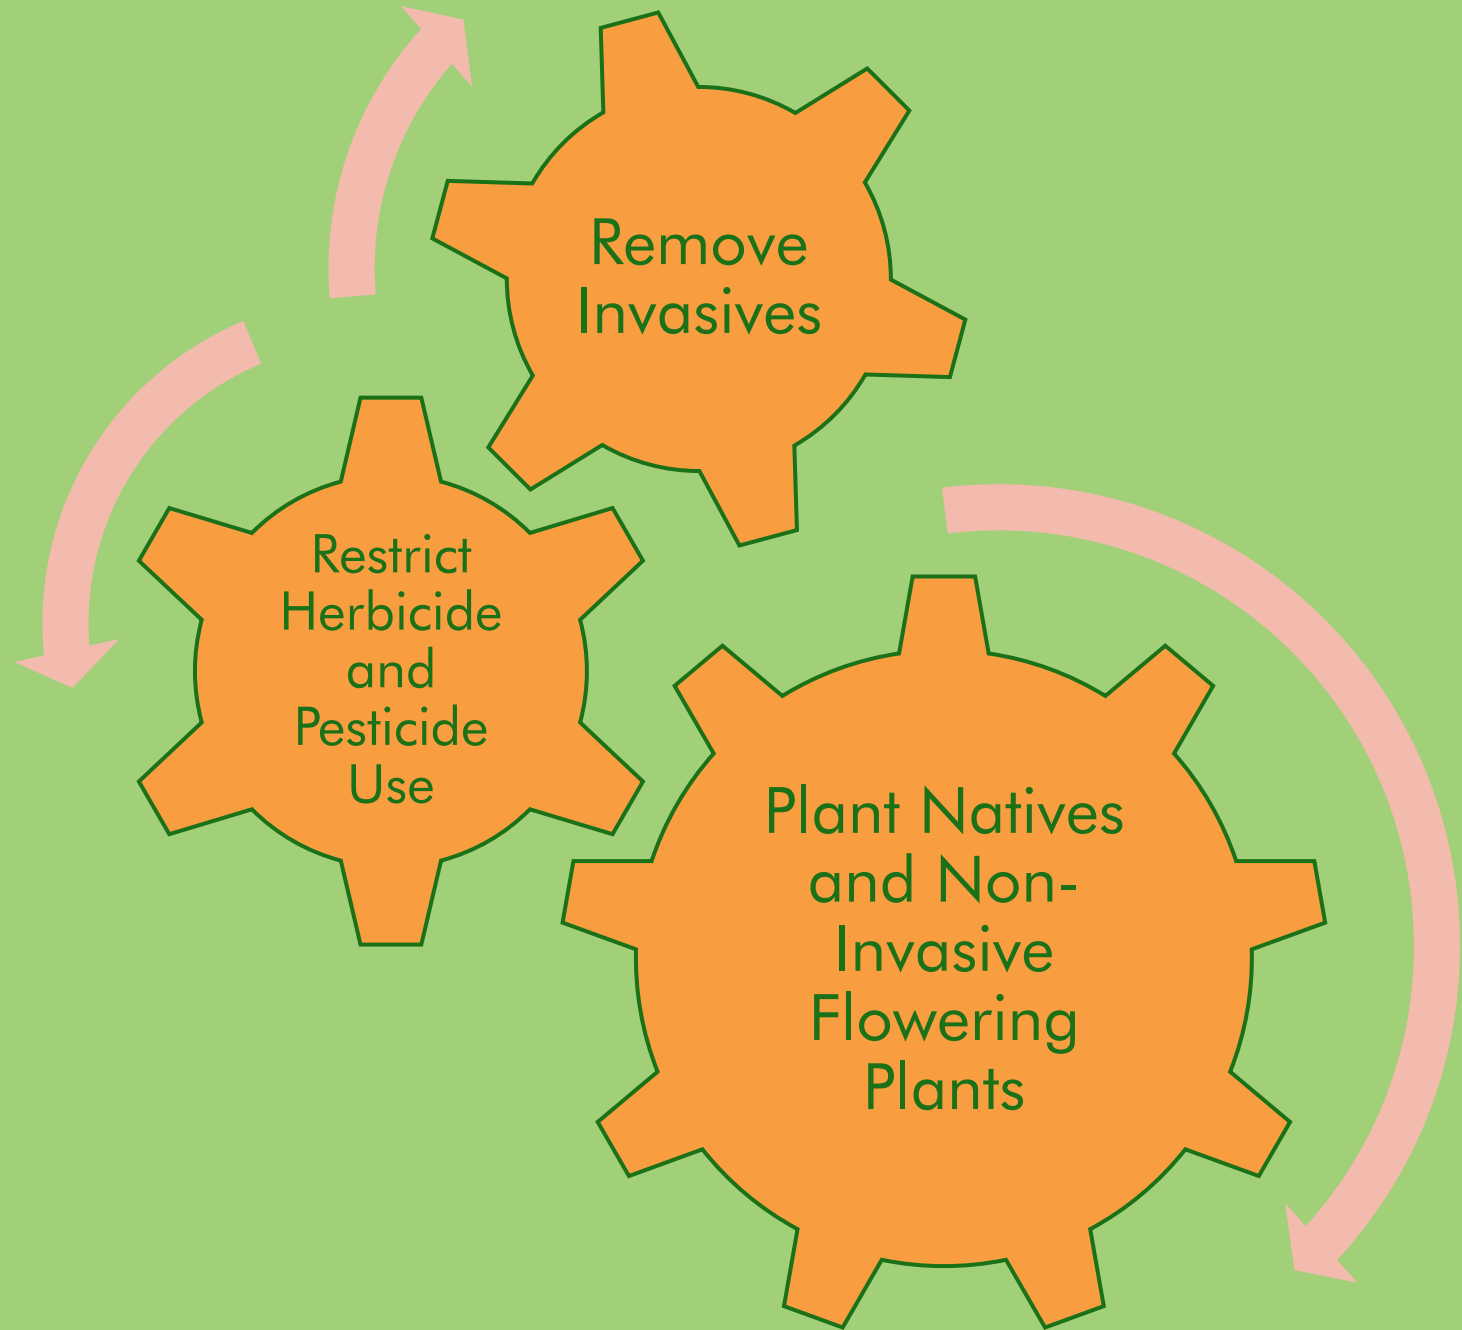 Remove
Invasives
Restrict
Herbicide
and
Pesticide
Use
Plant Natives
and Non-
Invasive
Flowering
Plants